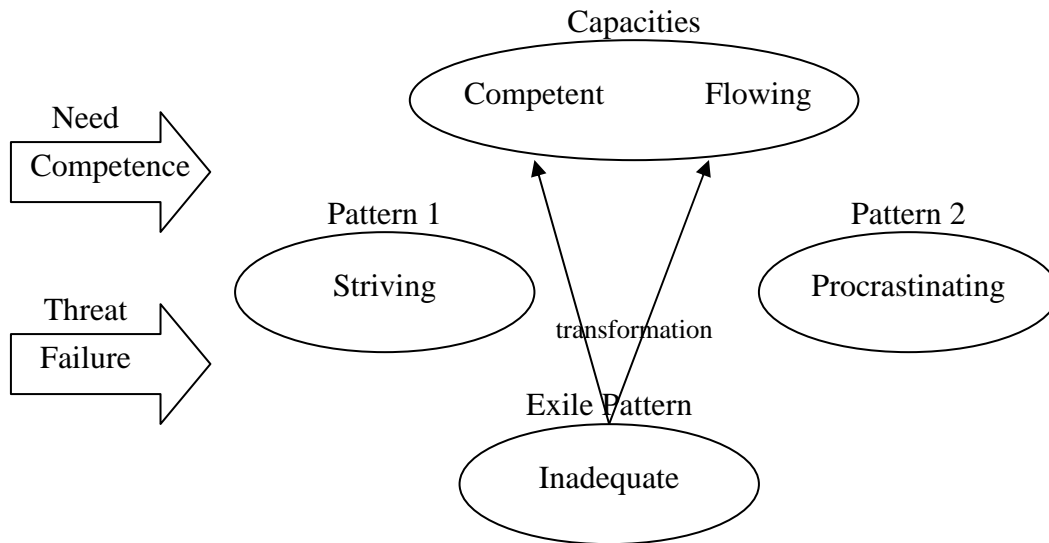 Capacities
Competent Flowing
Need
Competence
Pattern 1
Striving
Pattern 2
Procrastinating
Threat
Failure
transformation
Exile Pattern
Inadequate